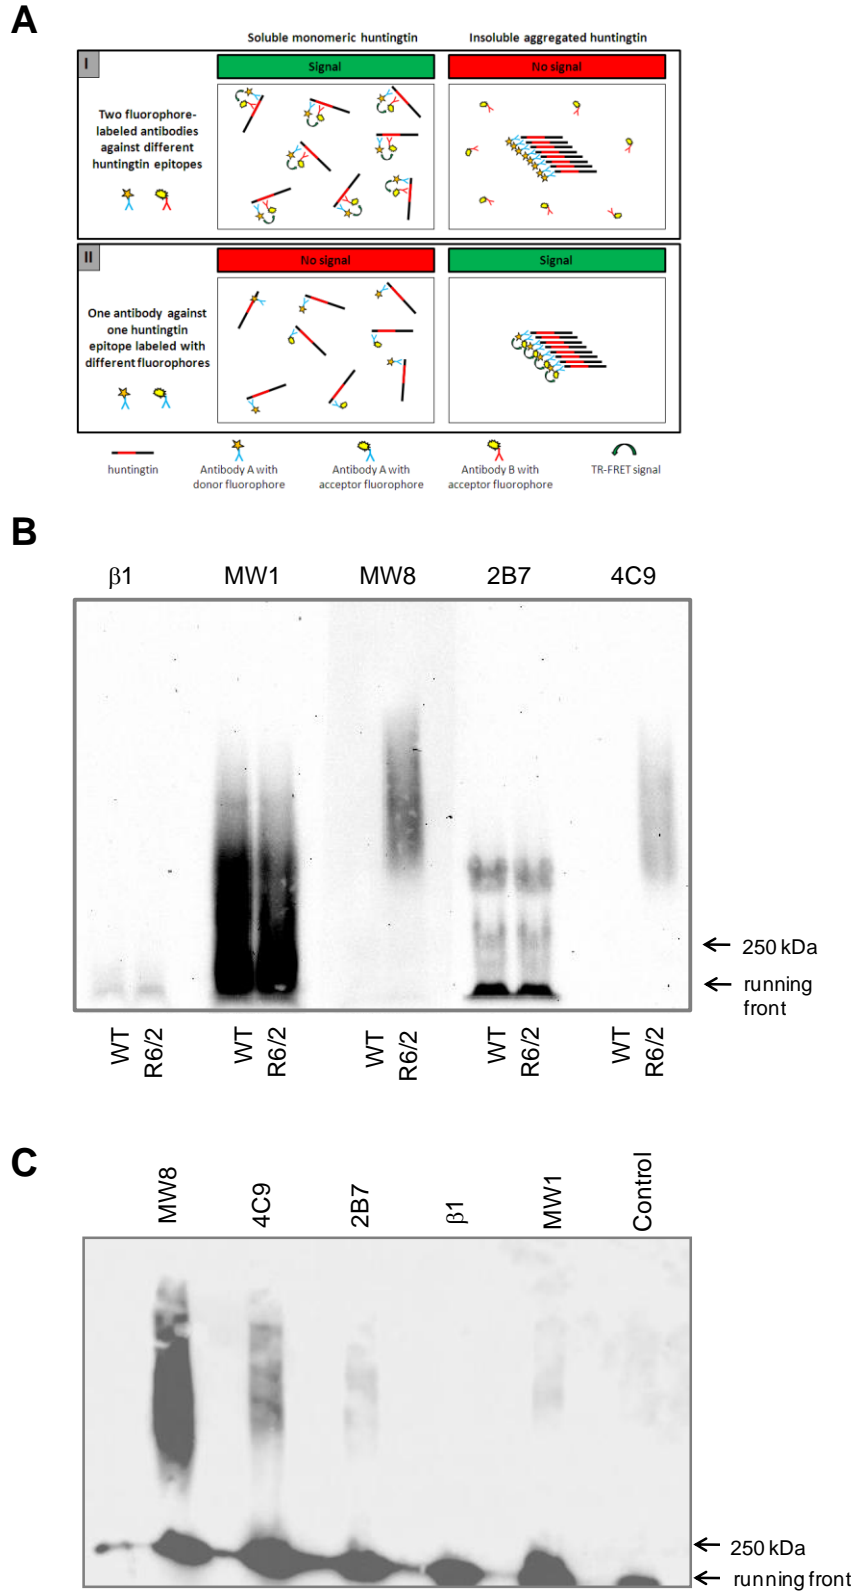 A
Soluble monomeric huntingtin
Insoluble aggregated huntingtin
I
Signal
No signal
Two fluorophore-
labeled antibodies
against different
huntingtin epitopes
II
No signal
Signal
One antibody against
one huntingtin
epitope labeled with
different fluorophores
huntingtin
Antibody A with
donor fluorophore
Antibody A with
acceptor fluorophore
Antibody B with
acceptor fluorophore
TR-FRET signal
B
β1
MW1
MW8
2B7
4C9
250 kDa
running
front
WT
R6/2
WT
R6/2
WT
R6/2
WT
R6/2
WT
R6/2
C
MW8
4C9
2B7
β1
MW1
Control
250 kDa
running front